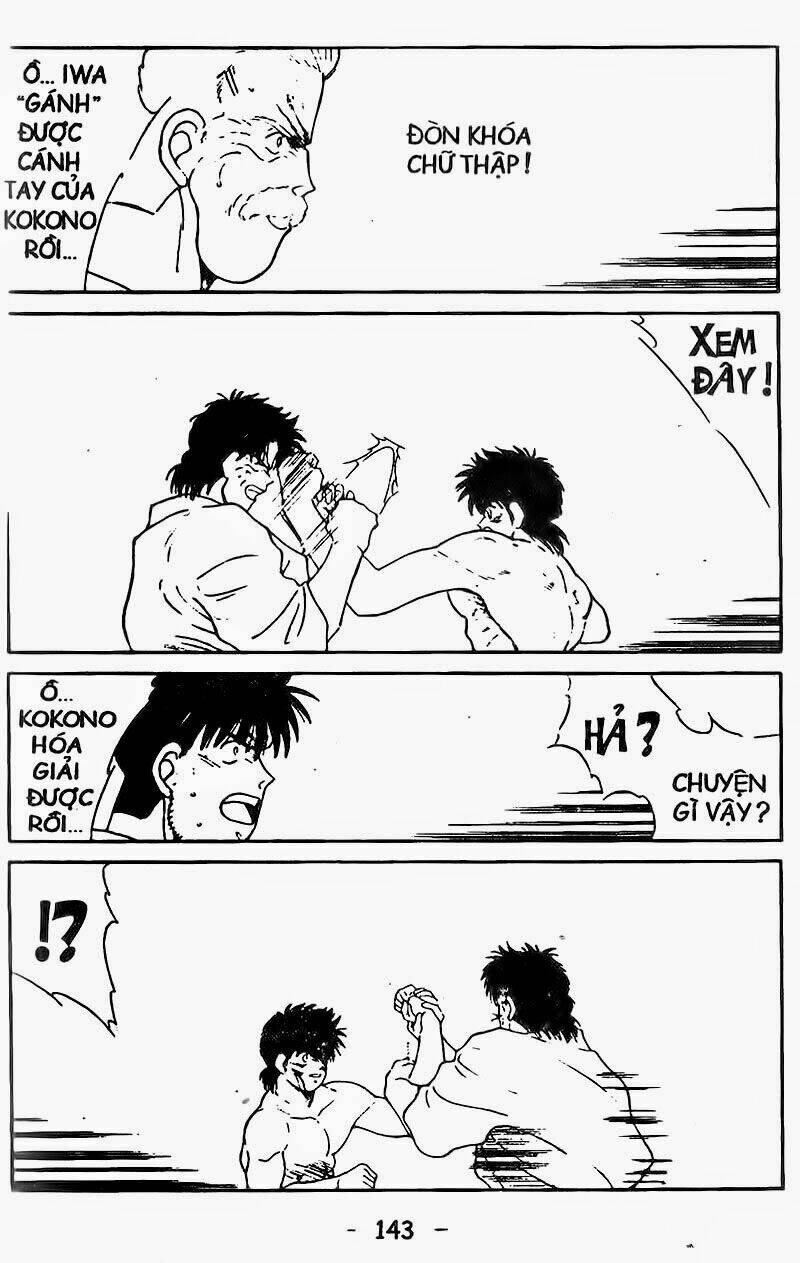 Ồ... IWA
“GÁNH”
ĐƯỢC
CÁNH
TAY CỦA
KOKONO
RỒI...
ĐÒN KHÓA
CHỮ THẬP!
XEM
ĐÂY!
Ồ...
KOKONO
HÓA
GIẢI
ĐƯỢC
RỒI...
HẢ?
CHUYỆN
GÌ VẬY?
!?
- 143 -